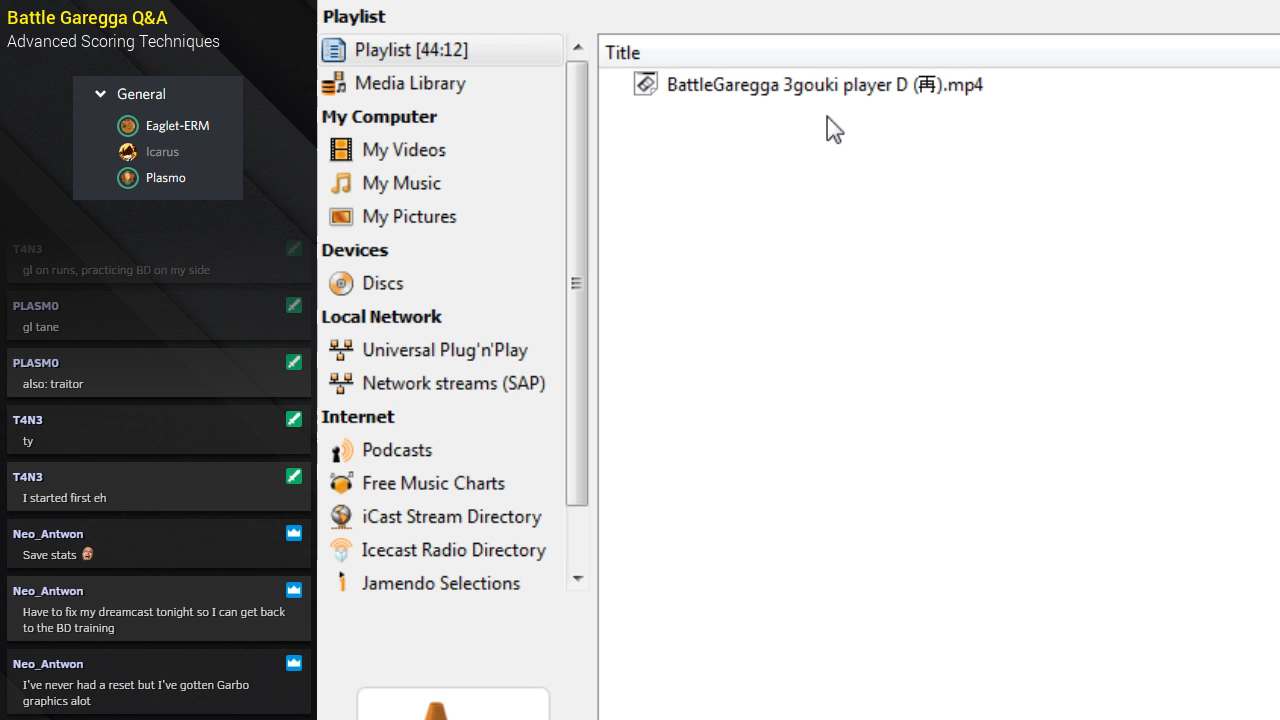 Battle Garegga Q&A
Advanced Scoring Techniques
General
Eaglet-ERM
Icarus
Plasmo
T4N3
gl on runs, practicing BD on my side
PLASM0
gl tane
PLASM0
also: traitor
T4N3
ty
T4N3
I started first eh
Neo_Antwon
Save stats
Neo_Antwon
Have to fix my dreamcast tonight so I can get back
to the BD training
Neo_Antwon
I've never had a reset but I've gotten Garbo
graphics alot
Playlist
Playlist [44:12]
Media Library
My Computer
My Videos
My Music
My Pictures
Devices
Discs
Local Network
Universal Plug'n'Play
Network streams (SAP)
Internet
Podcasts
Free Music Charts
iCast Stream Directory
Icecast Radio Directory
Jamendo Selections
Title
BattleGaregga 3gouki player D (再).mp4